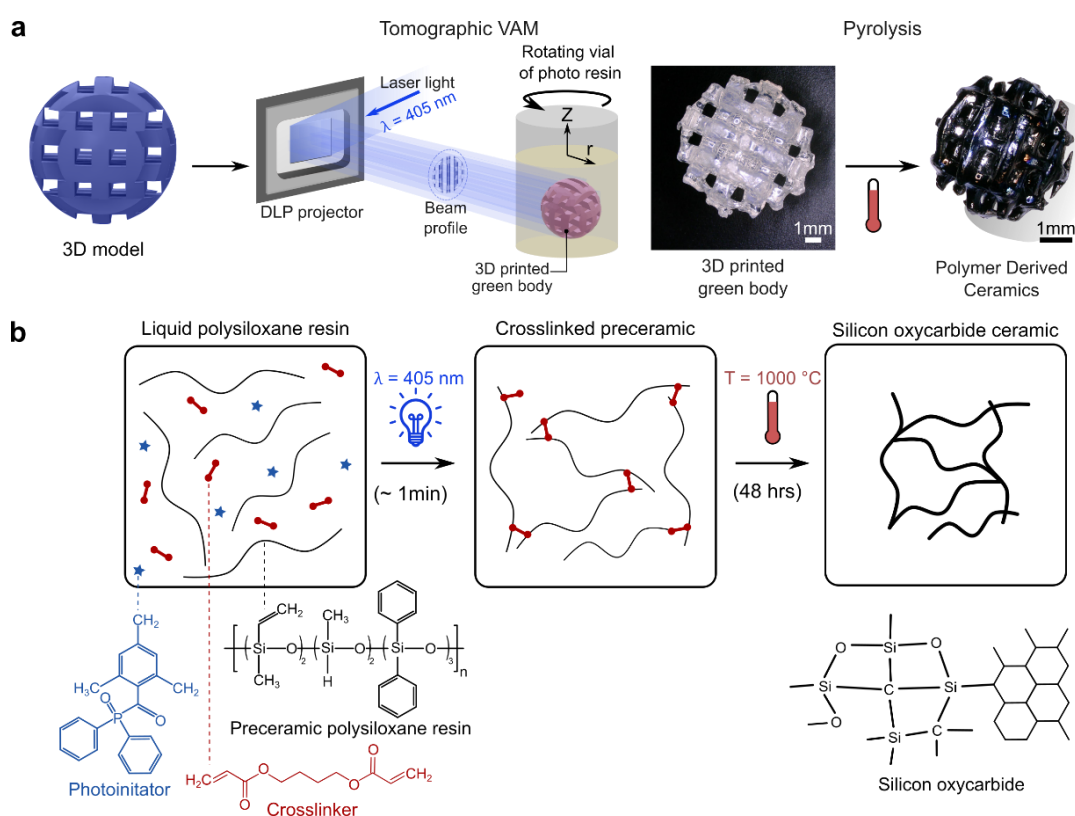 a
Tomographic VAM
Pyrolysis
Laser light
λ = 405 nm
Rotating vial
of photo resin
Z
r
3D model
DLP projector
Beam
profile
3D printed
green body
1mm
3D printed
green body
1mm
Polymer Derived
Ceramics
b
Liquid polysiloxane resin
Crosslinked preceramic
Silicon oxycarbide ceramic
λ = 405 nm
(~ 1min)
T = 1000 °C
(48 hrs)
CH2
H3C
CH2
O
P
O
Photoinitator
CH2
CH3
Si
O
2
Si
O
2
Si
O
3
n
CH3
H
Preceramic polysiloxane resin
H2C
O
O
O
O
CH2
Crosslinker
O
Si
O
Si
C
Si
O
O
Si
C
Silicon oxycarbide